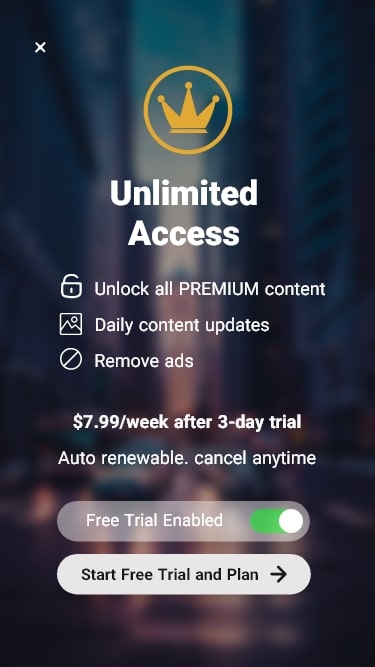 Unlimited
Access
Unlock all PREMIUM content
Daily content updates
Remove ads
$7.99/week after 3-day trial
Auto renewable. cancel anytime
Free Trial Enabled
Start Free Trial and Plan